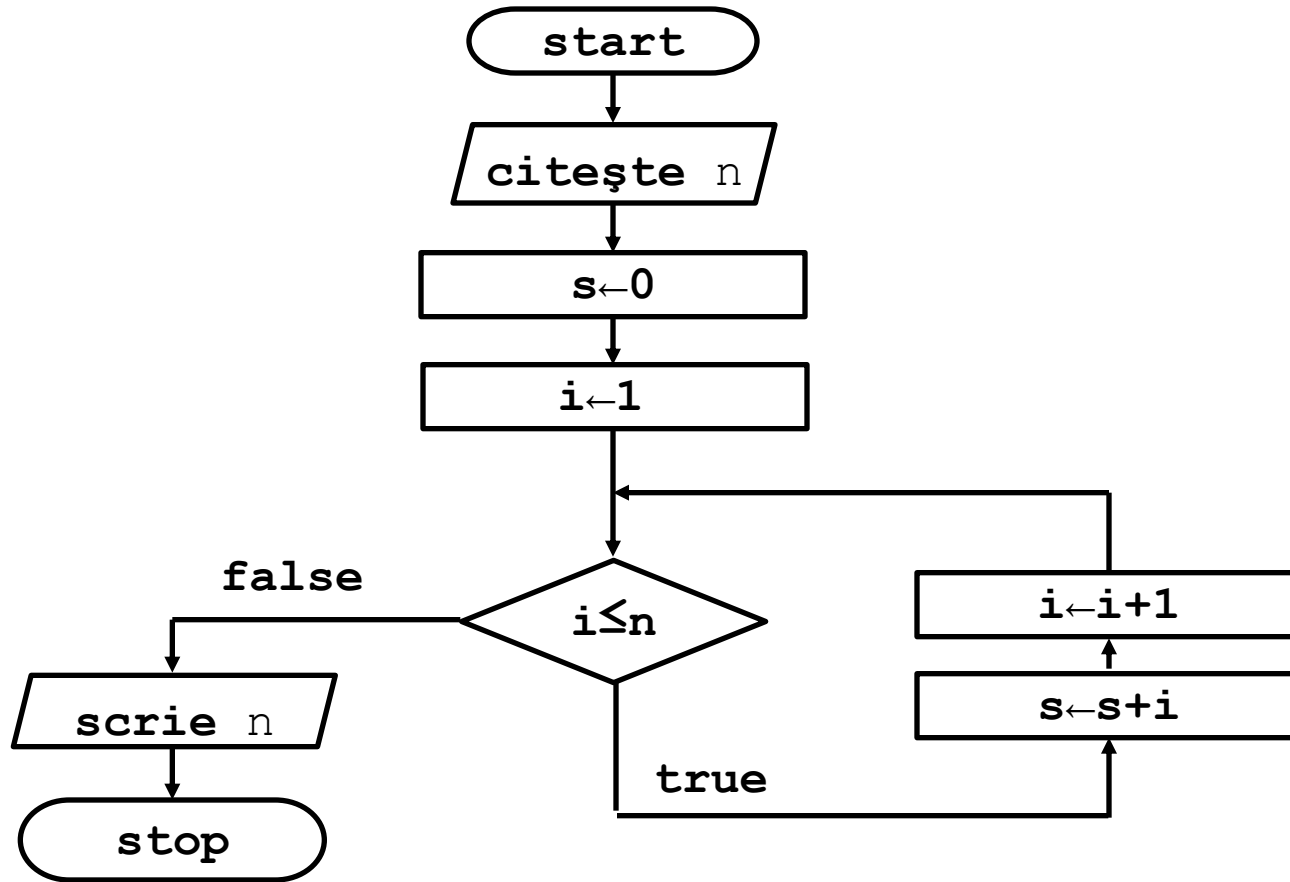 start
citeşte n
s←0
i←1
i≤n
false
true
s←s+i
i←i+1
scrie n
stop